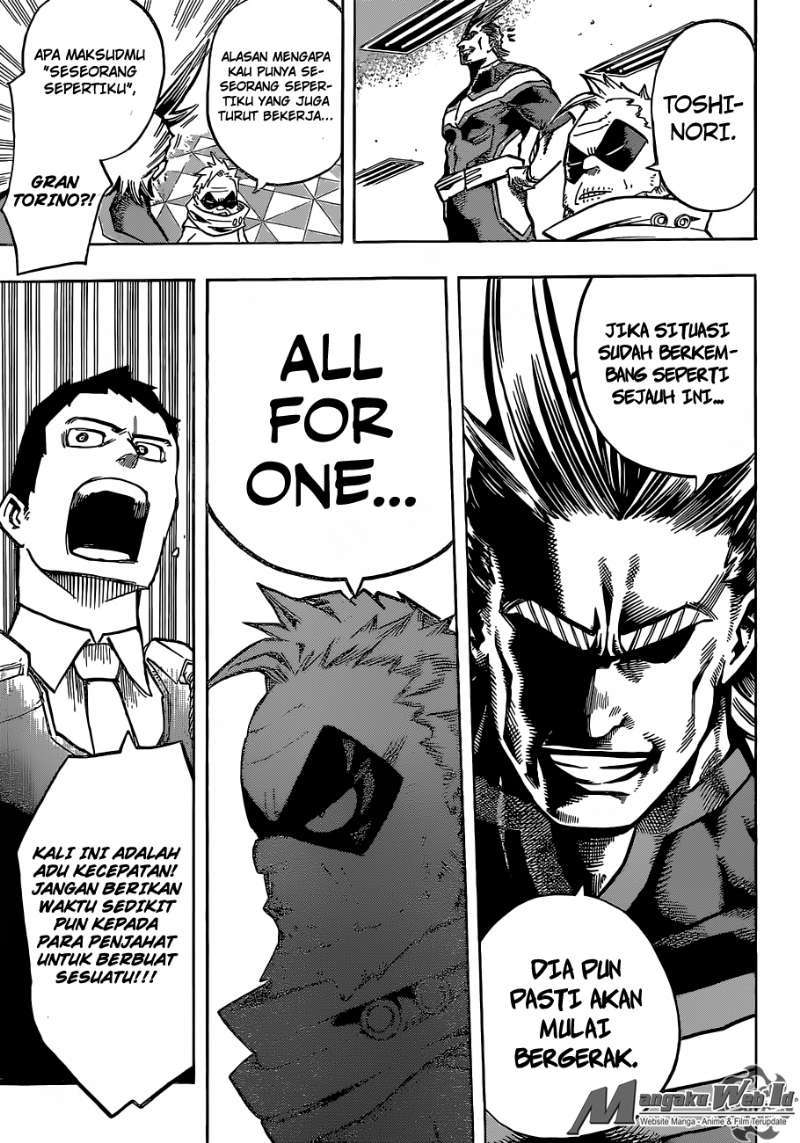 TOSHI-
NORI.
ALASAN MENGAPA
KAU PUNYA SE-
SEORANG SEPER-
TIKU YANG JUGA
TURUT BEKERJA...
APA MAKSUDMU
"SESEORANG
SEPERTIKU",
GRAN
TORINO?!
JIKA SITUASI
SUDAH BERKEM-
BANG SEPERTI
SEJAUH INI...
DIA PUN
PASTI AKAN
MULAI
BERGERAK.
ALL
FOR
ONE...
KALI INI ADALAH
ADU KECEPATAN!
JANGAN BERIKAN
WAKTU SEDIKIT
PUN KEPADA
PARA PENJAHAT
UNTUK BERBUAT
SESUATU!!!
MangakuWeb.Id
Website Manga - Anime & Film Terupdate